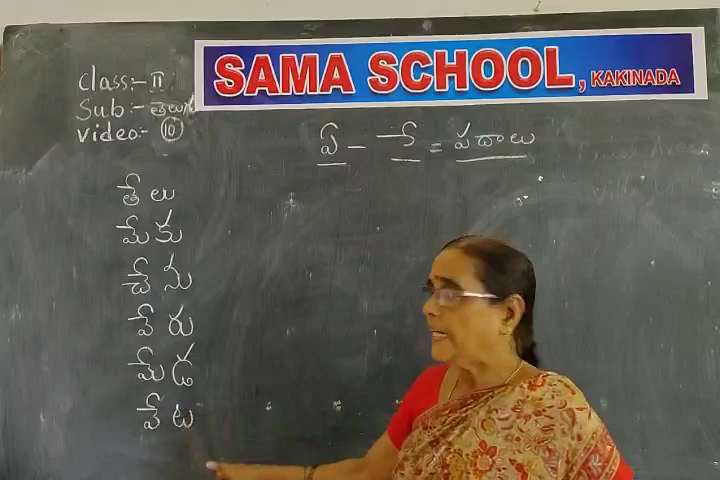 SAMA SCHOOL, KAKINADA
Class:- II
Sub:- తెలుగు
Video:- 10
ఏ - ే = పదాలు
తేలు
మేకు
చేను
పేరు
మేడ
వేటు